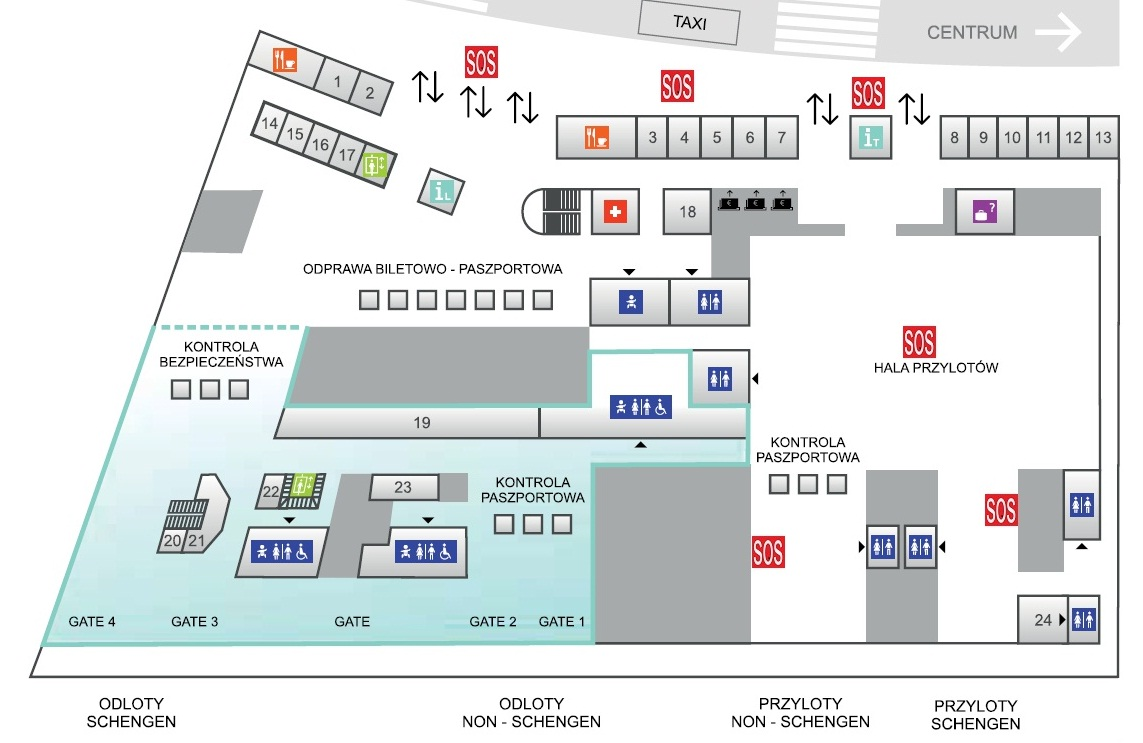 TAXI
CENTRUM
SOS
SOS
SOS
1
2
14
15
16
17
3
4
5
6
7
i T
8
9
10
11
12
13
i L
18
€
€
€
?
ODPRAWA BILETOWO - PASZPORTOWA
KONTROLA
BEZPIECZEŃSTWA
SOS
HALA PRZYLOTÓW
19
KONTROLA
PASZPORTOWA
22
23
KONTROLA
PASZPORTOWA
20
21
SOS
SOS
24
GATE 4
GATE 3
GATE
GATE 2
GATE 1
ODLOTY
SCHENGEN
ODLOTY
NON - SCHENGEN
PRZYLOTY
NON - SCHENGEN
PRZYLOTY
SCHENGEN